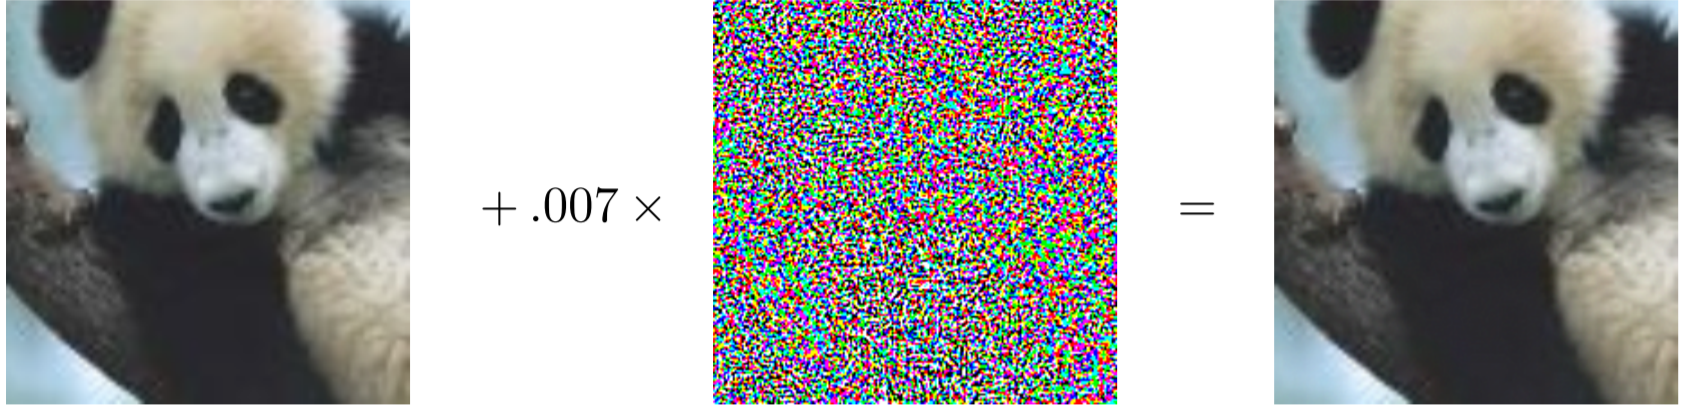 + .007 × =